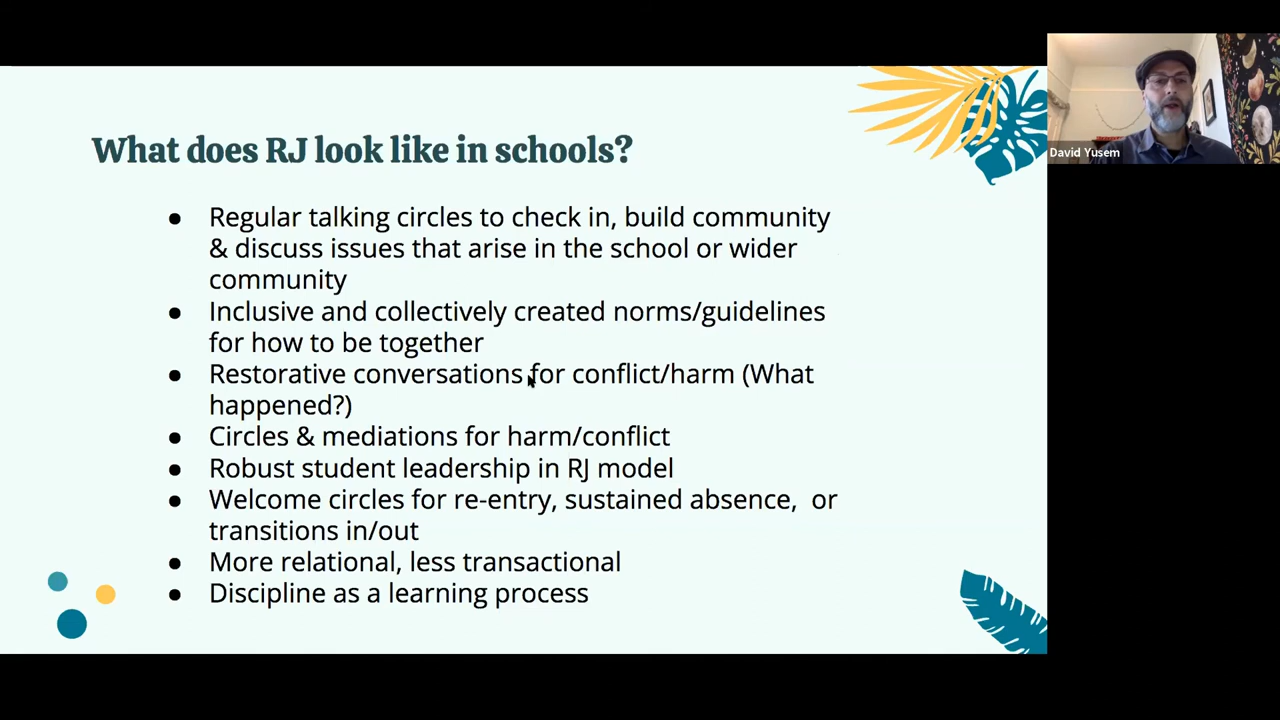 What does RJ look like in schools?
● Regular talking circles to check in, build community
& discuss issues that arise in the school or wider
community
● Inclusive and collectively created norms/guidelines
for how to be together
● Restorative conversations for conflict/harm (What
happened?)
● Circles & mediations for harm/conflict
● Robust student leadership in RJ model
● Welcome circles for re-entry, sustained absence, or
transitions in/out
● More relational, less transactional
● Discipline as a learning process
David Yusem